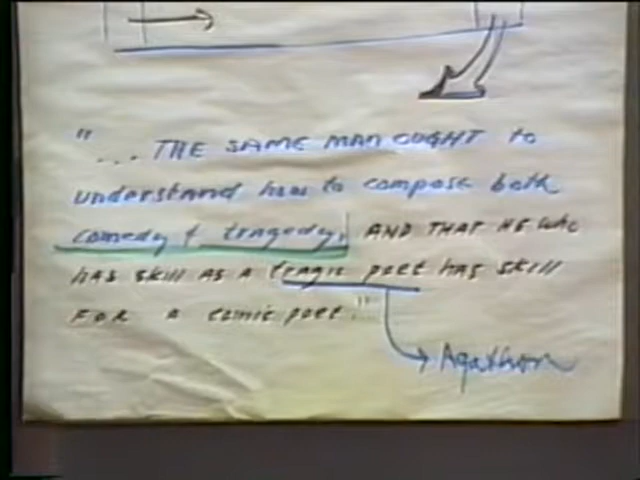 "... THE SAME MAN OUGHT to
understand how to compose both
comedy & tragedy, AND THAT HE who
HAS SKILL AS A tragic poet HAS SKILL
FOR A comic poet."
Agathon